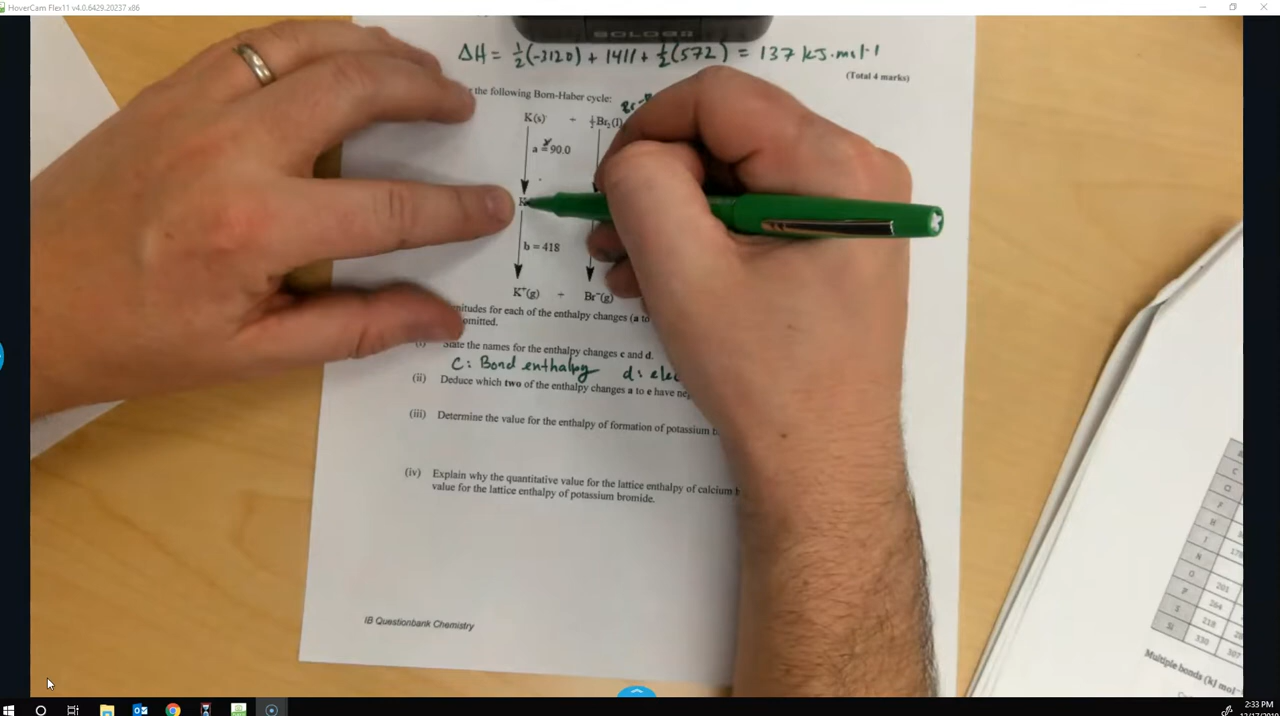 HoverCam Flex11 v4.0.6429.20237 x86
ΔH = ½(-3120) + 1411 + ½(572) = 137 kJ·mol⁻¹
(Total 4 marks)
the following Born-Haber cycle:
K(s) + ½Br₂(l)
a = 90.0
b = 418
K⁺(g) + Br⁻(g)
for each of the enthalpy changes (a to
omitted.
(i) State the names for the enthalpy changes c and d.
c: Bond enthalpy d:
(ii) Deduce which two of the enthalpy changes a to e have
(iii) Determine the value for the enthalpy of formation of potassium
(iv) Explain why the quantitative value for the lattice enthalpy of calcium
value for the lattice enthalpy of potassium bromide.
IB Questionbank Chemistry
Multiple bonds (kJ mol
2:33 PM